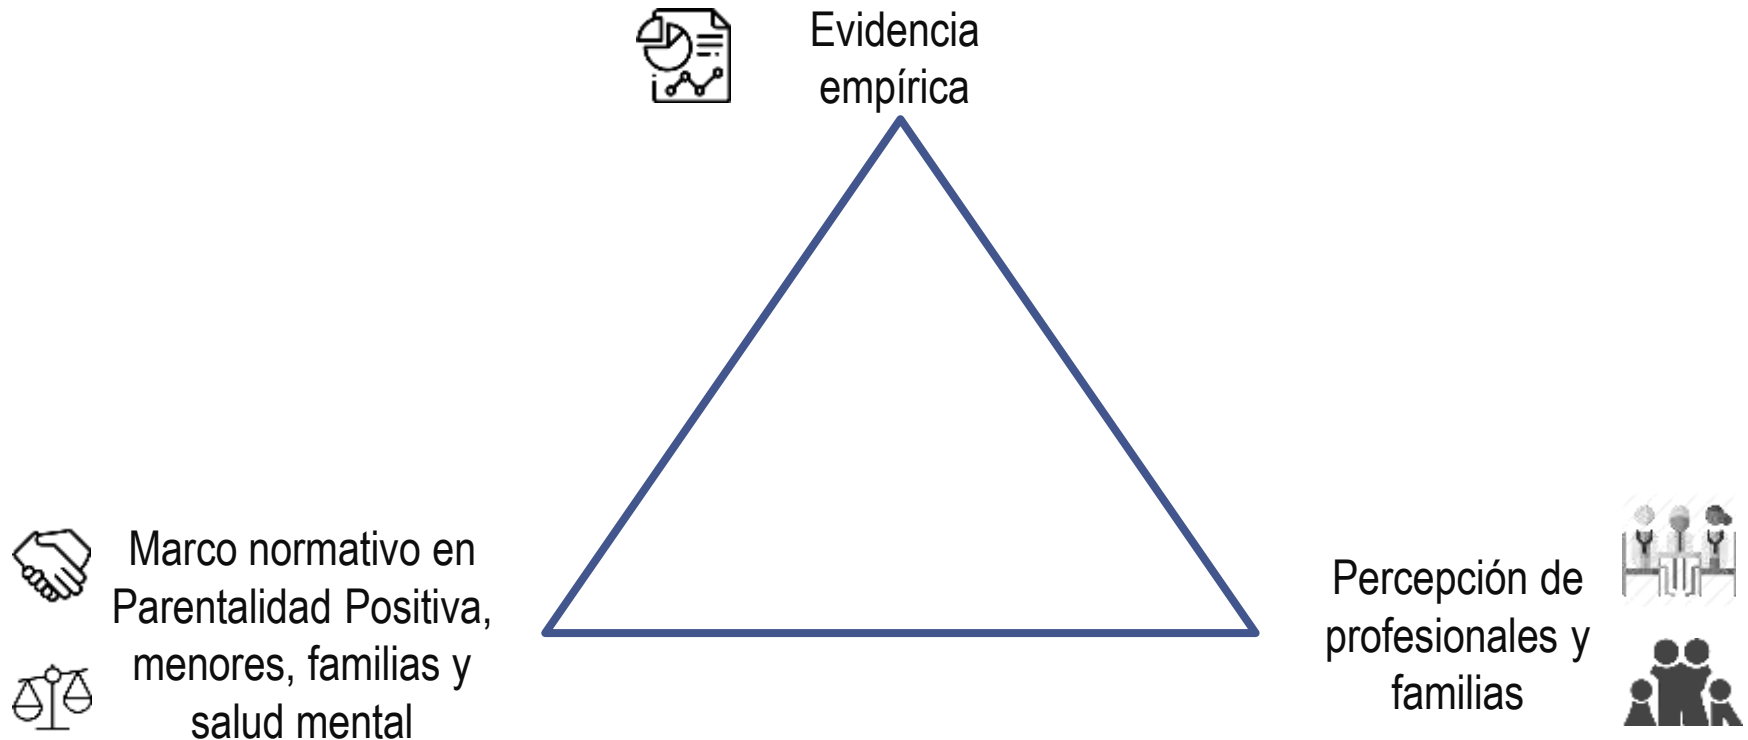 Evidencia
empírica
Marco normativo en
Parentalidad Positiva,
menores, familias y
salud mental
Percepción de
profesionales y
familias